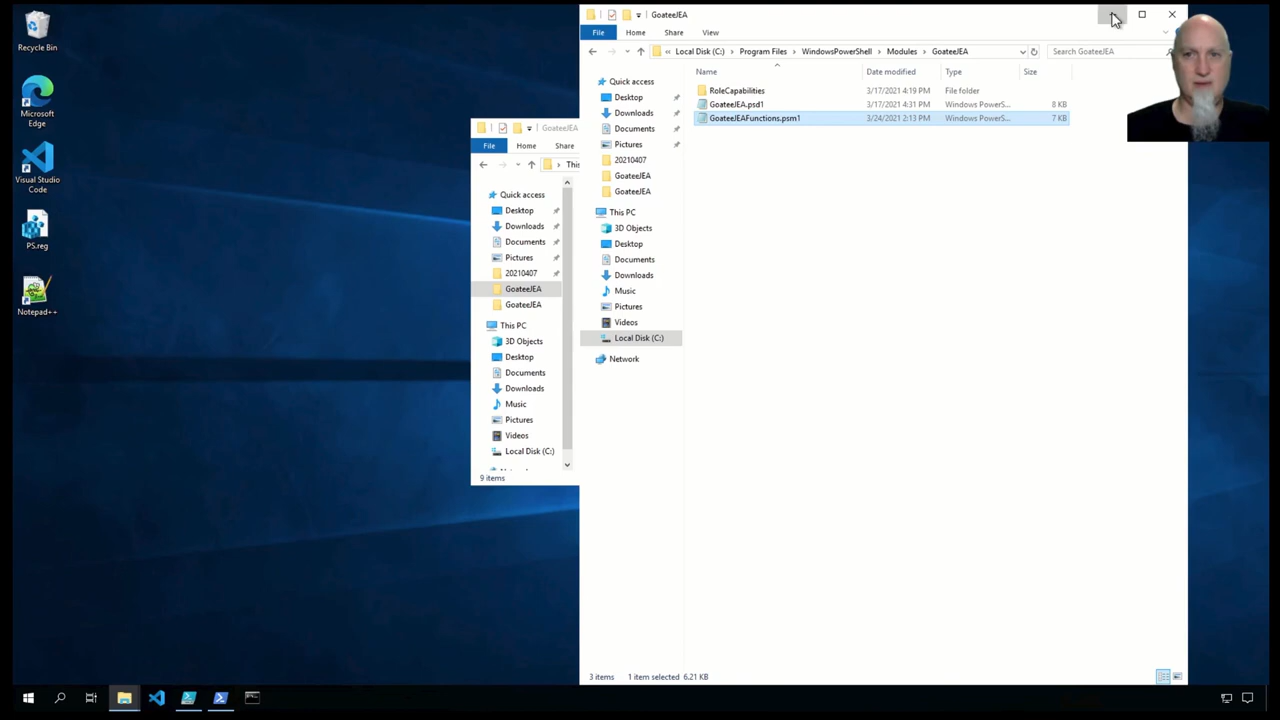 Recycle Bin
Microsoft
Edge
Visual Studio
Code
PS.reg
Notepad++
GoateeJEA
File
Home
Share
This
Quick access
Desktop
Downloads
Documents
Pictures
20210407
GoateeJEA
GoateeJEA
This PC
3D Objects
Desktop
Documents
Downloads
Music
Pictures
Videos
Local Disk (C:)
9 items
GoateeJEA
File
Home
Share
View
« Local Disk (C:) > Program Files > WindowsPowerShell > Modules > GoateeJEA
Search GoateeJEA
Quick access
Desktop
Downloads
Documents
Pictures
20210407
GoateeJEA
GoateeJEA
This PC
3D Objects
Desktop
Documents
Downloads
Music
Pictures
Videos
Local Disk (C:)
Network
Name Date modified Type Size
RoleCapabilities 3/17/2021 4:19 PM File folder
GoateeJEA.psd1 3/17/2021 4:31 PM Windows PowerS... 8 KB
GoateeJEAFunctions.psm1 3/24/2021 2:13 PM Windows PowerS... 7 KB
3 items 1 item selected 6.21 KB